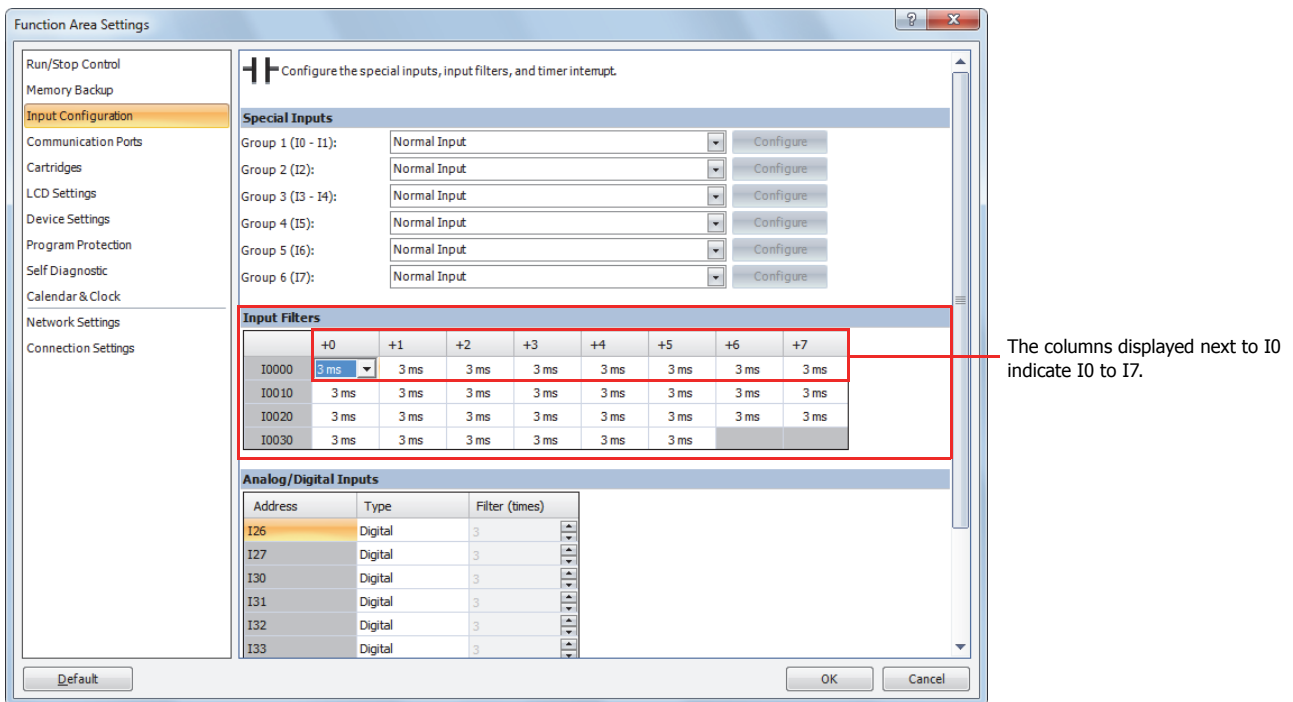 Function Area Settings
Run/Stop Control
Memory Backup
Input Configuration
Communication Ports
Cartridges
LCD Settings
Device Settings
Program Protection
Self Diagnostic
Calendar & Clock
Network Settings
Connection Settings
Configure the special inputs, input filters, and timer interrupt.
Special Inputs
Group 1 (I0 - I1): Normal Input Configure
Group 2 (I2): Normal Input Configure
Group 3 (I3 - I4): Normal Input Configure
Group 4 (I5): Normal Input Configure
Group 5 (I6): Normal Input Configure
Group 6 (I7): Normal Input Configure
Input Filters
+0 +1 +2 +3 +4 +5 +6 +7
I0000 3 ms 3 ms 3 ms 3 ms 3 ms 3 ms 3 ms 3 ms
I0010 3 ms 3 ms 3 ms 3 ms 3 ms 3 ms 3 ms 3 ms
I0020 3 ms 3 ms 3 ms 3 ms 3 ms 3 ms 3 ms 3 ms
I0030 3 ms 3 ms 3 ms 3 ms 3 ms 3 ms
Analog/Digital Inputs
Address Type Filter (times)
I26 Digital 3
I27 Digital 3
I30 Digital 3
I31 Digital 3
I32 Digital 3
I33 Digital 3
Default OK Cancel
The columns displayed next to I0
indicate I0 to I7.